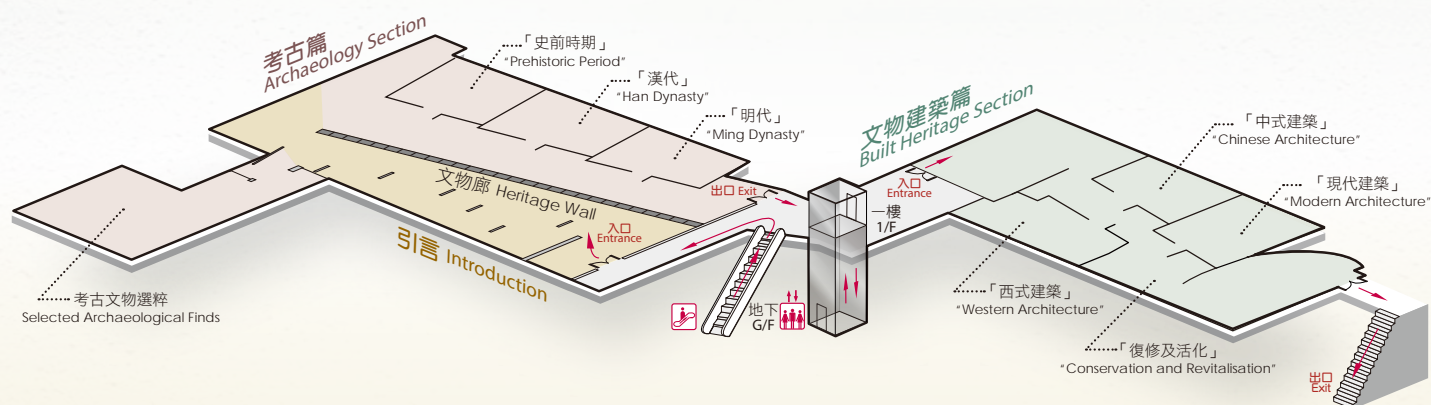 考古篇
Archaeology Section
「史前時期」
“Prehistoric Period”
「漢代」
“Han Dynasty”
「明代」
“Ming Dynasty”
文物廊 Heritage Wall
出口 Exit
入口
Entrance
引言 Introduction
考古文物選粹
Selected Archaeological Finds
地下
G/F
文物建築篇
Built Heritage Section
入口
Entrance
一樓
1/F
「中式建築」
“Chinese Architecture”
「現代建築」
“Modern Architecture”
「西式建築」
“Western Architecture”
「復修及活化」
“Conservation and Revitalisation”
出口
Exit